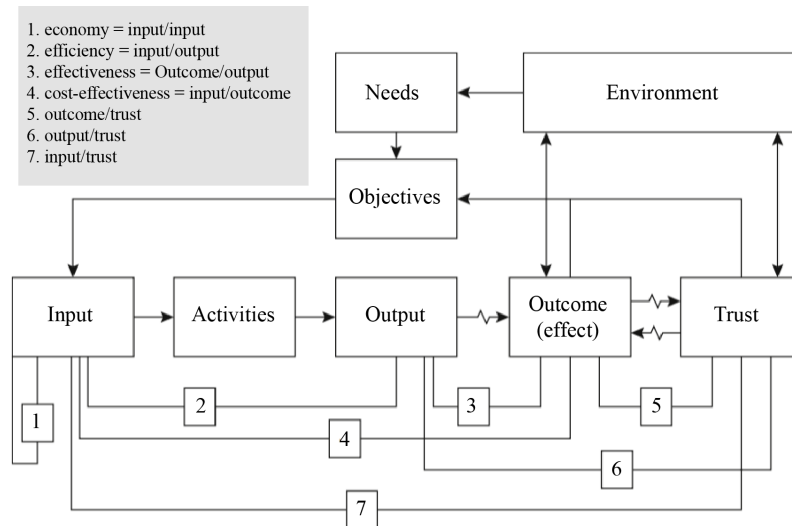 1. economy = input/input
2. efficiency = input/output
3. effectiveness = Outcome/output
4. cost-effectiveness = input/outcome
5. outcome/trust
6. output/trust
7. input/trust
Needs
Environment
Objectives
Input
Activities
Output
Outcome
(effect)
Trust
1
2
3
5
4
6
7